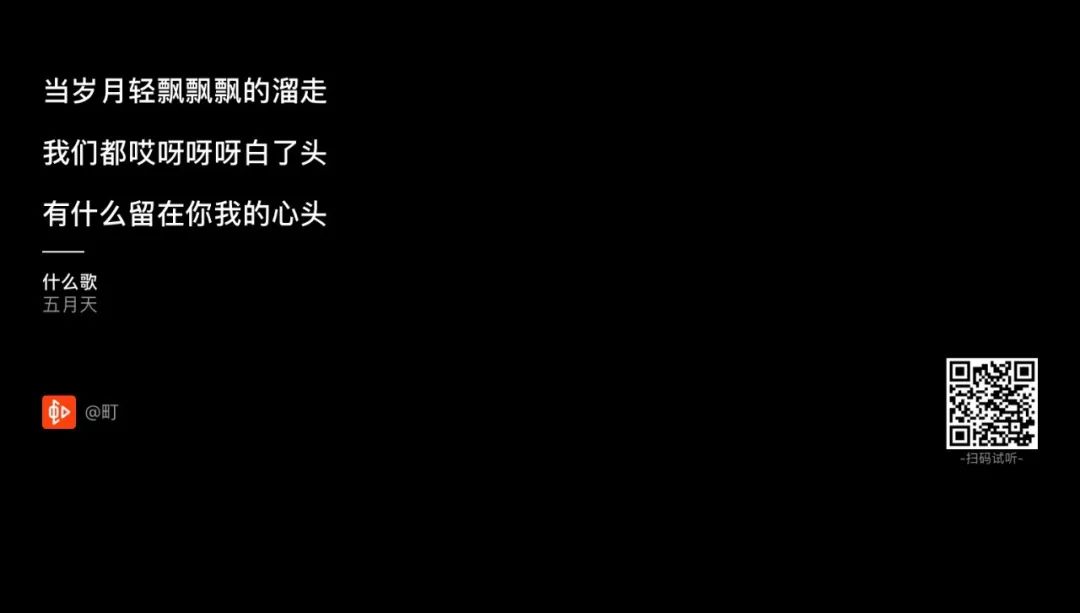 当岁月轻飘飘飘的溜走
我们都哎呀呀呀白了头
有什么留在你我的心头
什么歌
五月天
@町
-扫码试听-